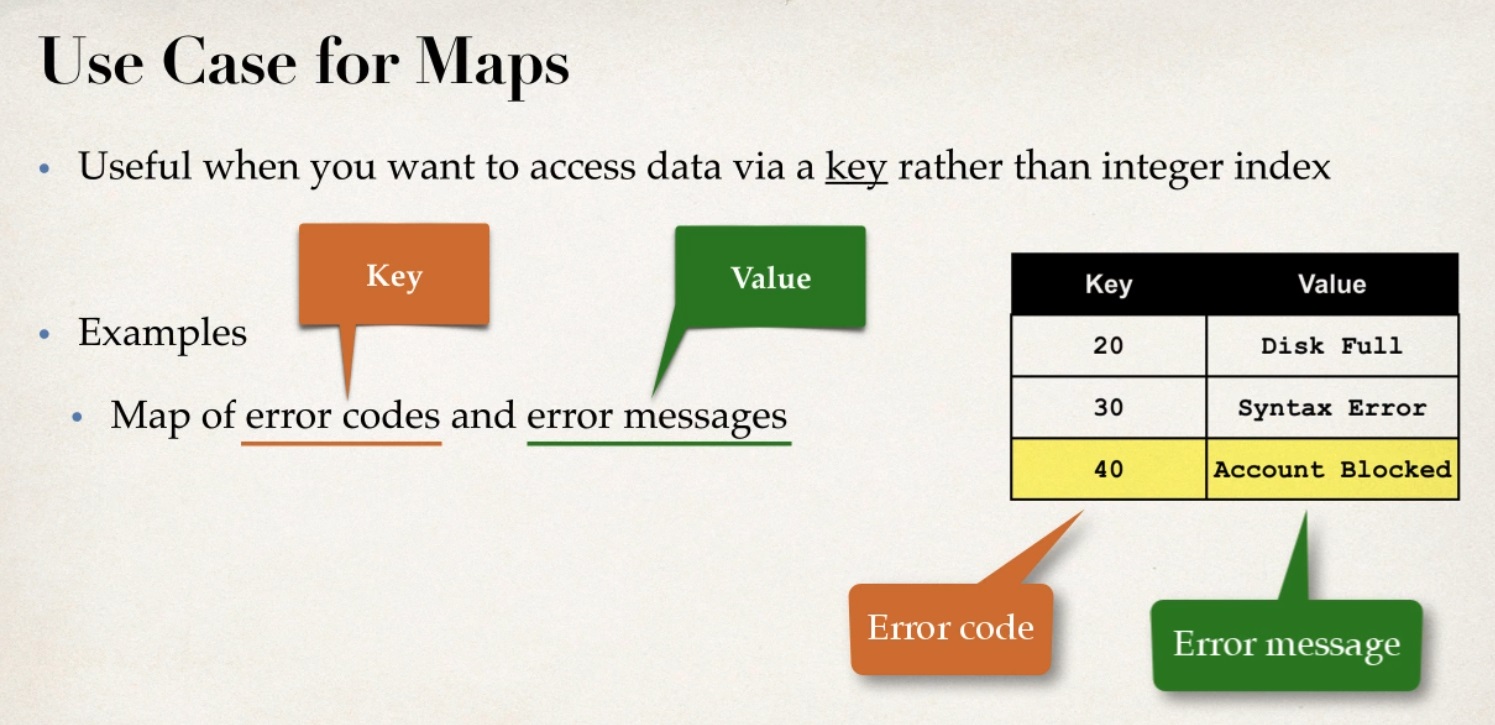 Use Case for Maps
• Useful when you want to access data via a key rather than integer index
Key
Value
• Examples
• Map of error codes and error messages
Key Value
20 Disk Full
30 Syntax Error
40 Account Blocked
Error code
Error message